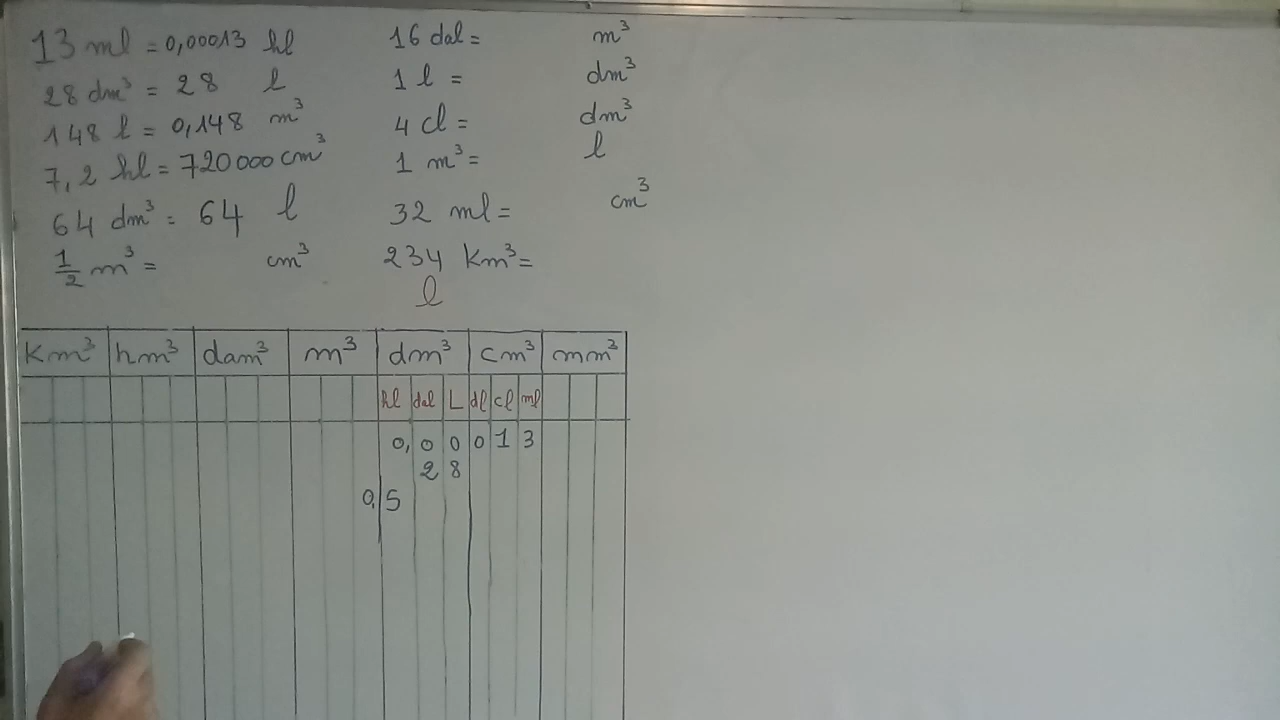 13 ml = 0,00013 hl
28 dm³ = 28 l
148 l = 0,148 m³
7,2 hl = 720000 cm³
64 dm³ = 64 l
1/2 m³ = cm³
16 dal = m³
1 l = dm³
4 cl = dm³
1 m³ = l
32 ml = cm³
234 Km³ =
l
Km³ hm³ dam³ m³ dm³ cm³ mm³
hl dal L dl cl ml
0, 0 0 0 1 3
2 8
0,5